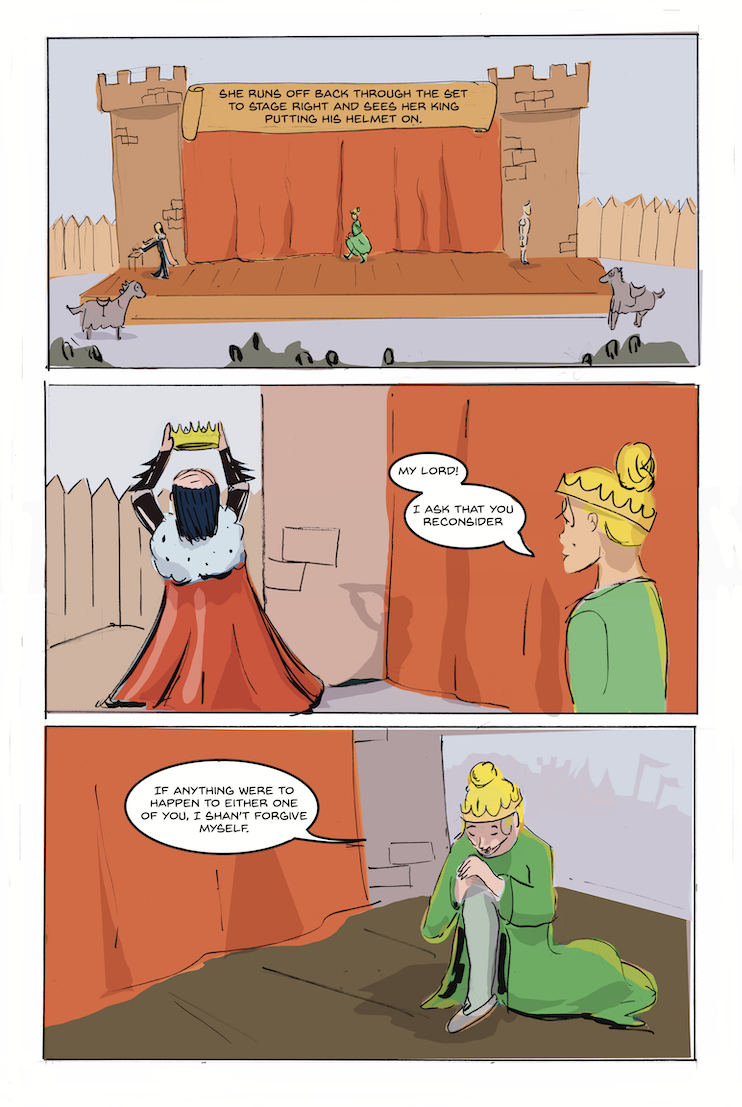 SHE RUNS OFF BACK THROUGH THE SET
TO STAGE RIGHT AND SEES HER KING
PUTTING HIS HELMET ON.
MY LORD!
I ASK THAT YOU
RECONSIDER
IF ANYTHING WERE TO
HAPPEN TO EITHER ONE
OF YOU, I SHAN'T FORGIVE
MYSELF.